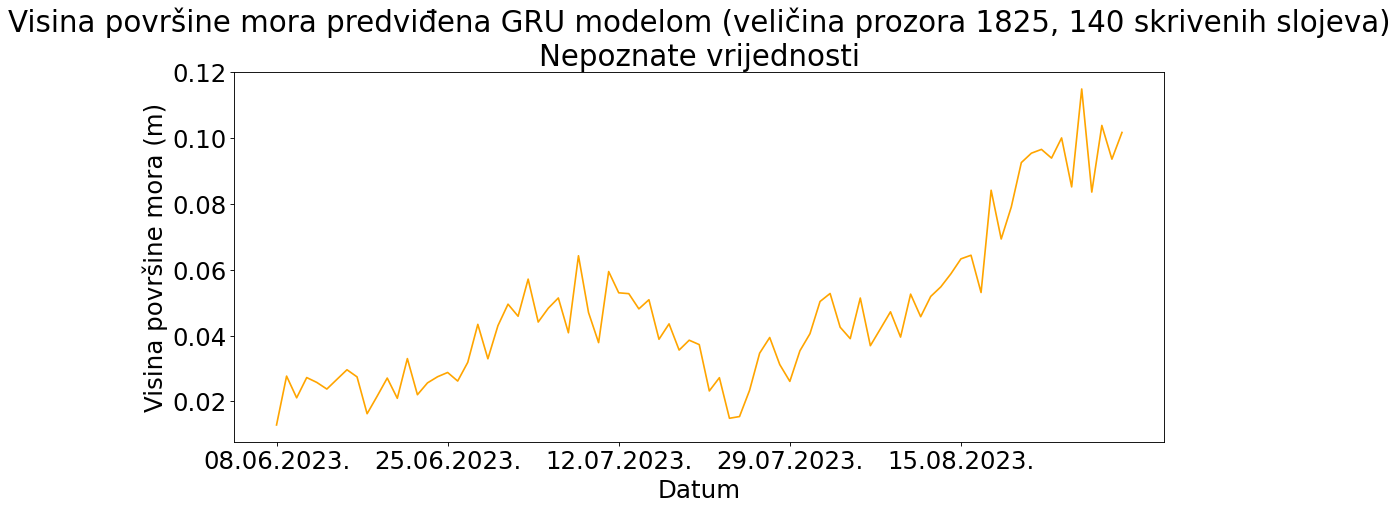 Visina površine mora predviđena GRU modelom (veličina prozora 1825, 140 skrivenih slojeva)
Nepoznate vrijednosti
Visina površine mora (m)
0.12
0.10
0.08
0.06
0.04
0.02
08.06.2023.
25.06.2023.
12.07.2023.
29.07.2023.
15.08.2023.
Datum